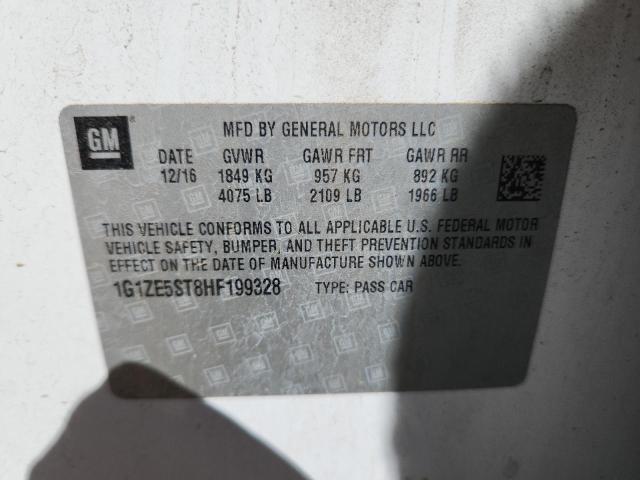 GM
MFD BY GENERAL MOTORS LLC
DATE GVWR GAWR FRT GAWR RR
12/16 1849 KG 957 KG 892 KG
4075 LB 2109 LB 1966 LB
THIS VEHICLE CONFORMS TO ALL APPLICABLE U.S. FEDERAL MOTOR
VEHICLE SAFETY, BUMPER, AND THEFT PREVENTION STANDARDS IN
EFFECT ON THE DATE OF MANUFACTURE SHOWN ABOVE.
1G1ZE5ST8HF199328 TYPE: PASS CAR